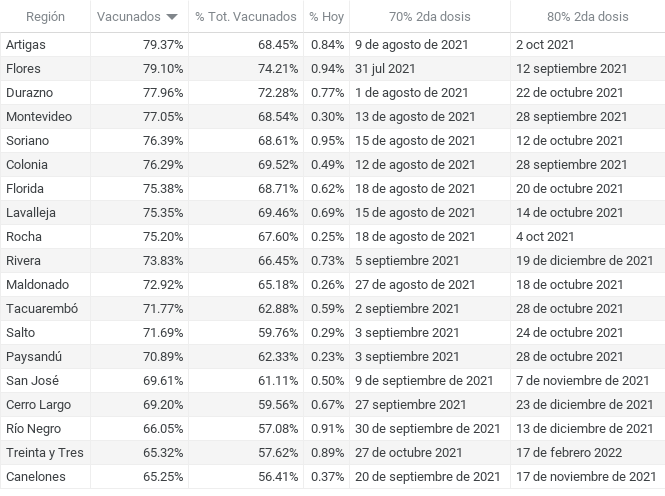 Región Vacunados % Tot. Vacunados % Hoy 70% 2da dosis 80% 2da dosis
Artigas 79.37% 68.45% 0.84% 9 de agosto de 2021 2 oct 2021
Flores 79.10% 74.21% 0.94% 31 jul 2021 12 septiembre 2021
Durazno 77.96% 72.28% 0.77% 1 de agosto de 2021 22 de octubre 2021
Montevideo 77.05% 68.54% 0.30% 13 de agosto de 2021 28 septiembre 2021
Soriano 76.39% 68.61% 0.95% 15 de agosto de 2021 12 de octubre 2021
Colonia 76.29% 69.52% 0.49% 12 de agosto de 2021 28 septiembre 2021
Florida 75.38% 68.71% 0.62% 18 de agosto de 2021 20 de octubre 2021
Lavalleja 75.35% 69.46% 0.69% 15 de agosto de 2021 14 de octubre 2021
Rocha 75.20% 67.60% 0.25% 18 de agosto de 2021 4 oct 2021
Rivera 73.83% 66.45% 0.73% 5 septiembre 2021 19 de diciembre de 2021
Maldonado 72.92% 65.18% 0.26% 27 de agosto de 2021 18 de octubre 2021
Tacuarembó 71.77% 62.88% 0.59% 2 septiembre 2021 28 de octubre 2021
Salto 71.69% 59.76% 0.29% 3 septiembre 2021 24 de octubre 2021
Paysandú 70.89% 62.33% 0.23% 3 septiembre 2021 28 de octubre 2021
San José 69.61% 61.11% 0.50% 9 de septiembre de 2021 7 de noviembre de 2021
Cerro Largo 69.20% 59.56% 0.67% 27 septiembre 2021 23 de diciembre de 2021
Río Negro 66.05% 57.08% 0.91% 30 de septiembre de 2021 13 de diciembre de 2021
Treinta y Tres 65.32% 57.62% 0.89% 27 de octubre 2021 17 de febrero 2022
Canelones 65.25% 56.41% 0.37% 20 de septiembre de 2021 17 de noviembre de 2021